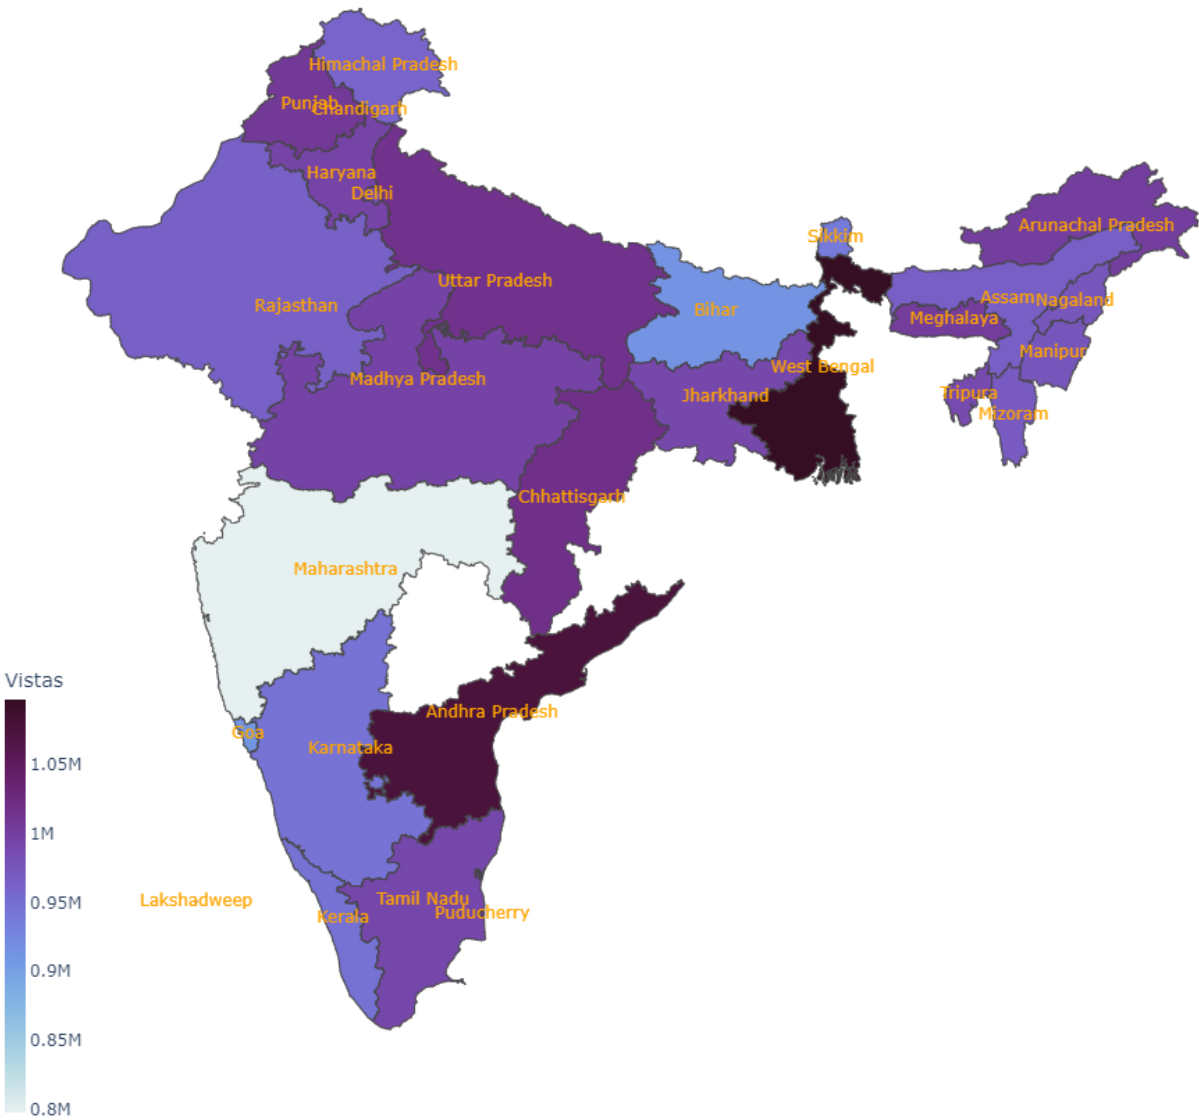 Himachal Pradesh
Punjab
Chandigarh
Haryana
Delhi
Arunachal Pradesh
Sikkim
Uttar Pradesh
Rajasthan
Bihar
Assam
Nagaland
Meghalaya
Manipur
West Bengal
Madhya Pradesh
Jharkhand
Tripura
Mizoram
Chhattisgarh
Maharashtra
Vistas
Andhra Pradesh
Goa
Karnataka
1.05M
1M
Lakshadweep
Tamil Nadu
0.95M
Puducherry
Kerala
0.9M
0.85M
0.8M